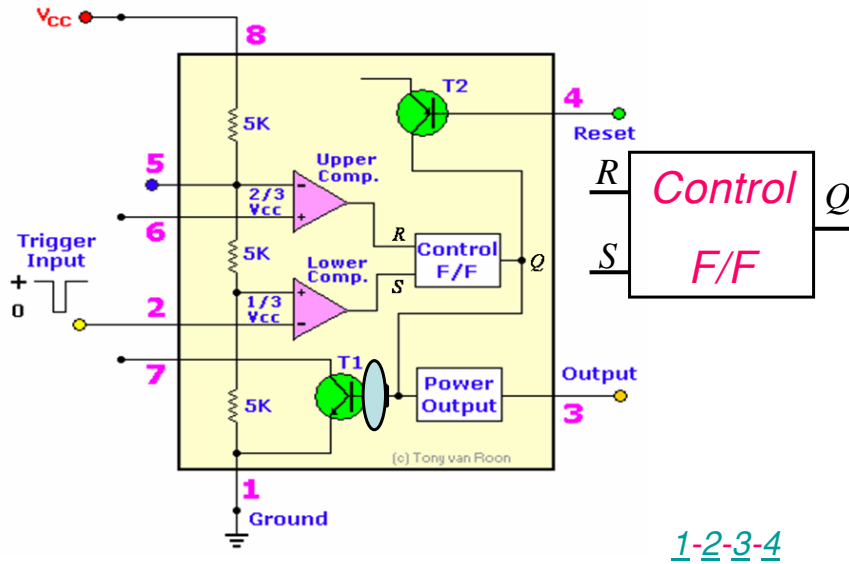 VCC
8
T2
4
Reset
5K
5
Upper
Comp.
2/3
Vcc
-
+
6
R
Control
F/F
Q
S
R
Control
Q
S
F/F
Trigger
Input
+
0
5K
Lower
Comp.
1/3
Vcc
+
-
2
7
T1
Power
Output
Output
3
5K
(c) Tony van Roon
1
Ground
1-2-3-4